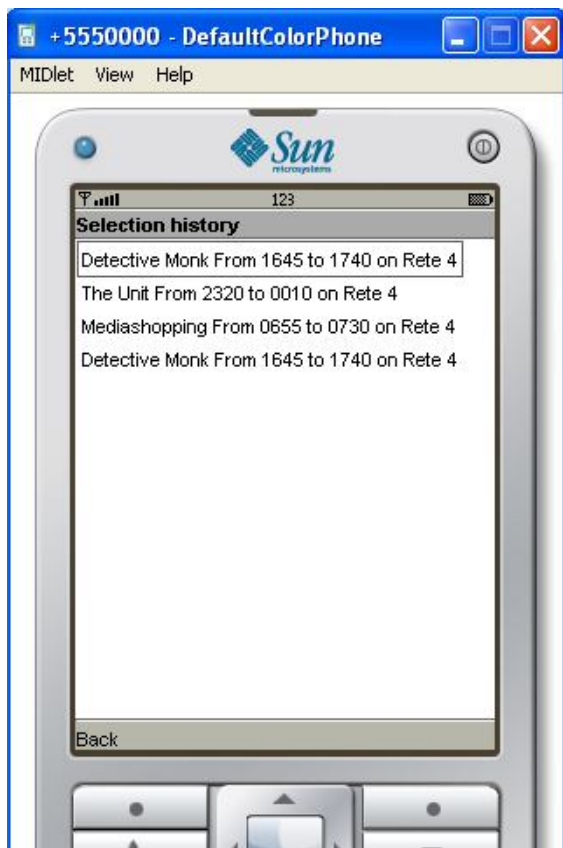 +5550000 - DefaultColorPhone
MIDlet View Help
Sun
microsystems
123
Selection history
Detective Monk From 1645 to 1740 on Rete 4
The Unit From 2320 to 0010 on Rete 4
Mediashopping From 0655 to 0730 on Rete 4
Detective Monk From 1645 to 1740 on Rete 4
Back